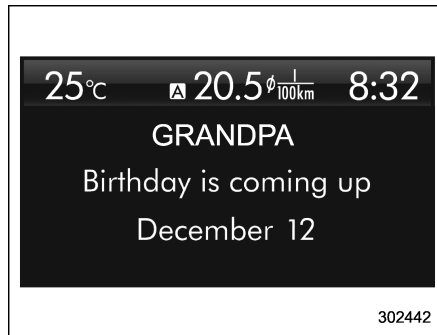 25°C A 20.5 ø l/100km 8:32
GRANDPA
Birthday is coming up
December 12
302442